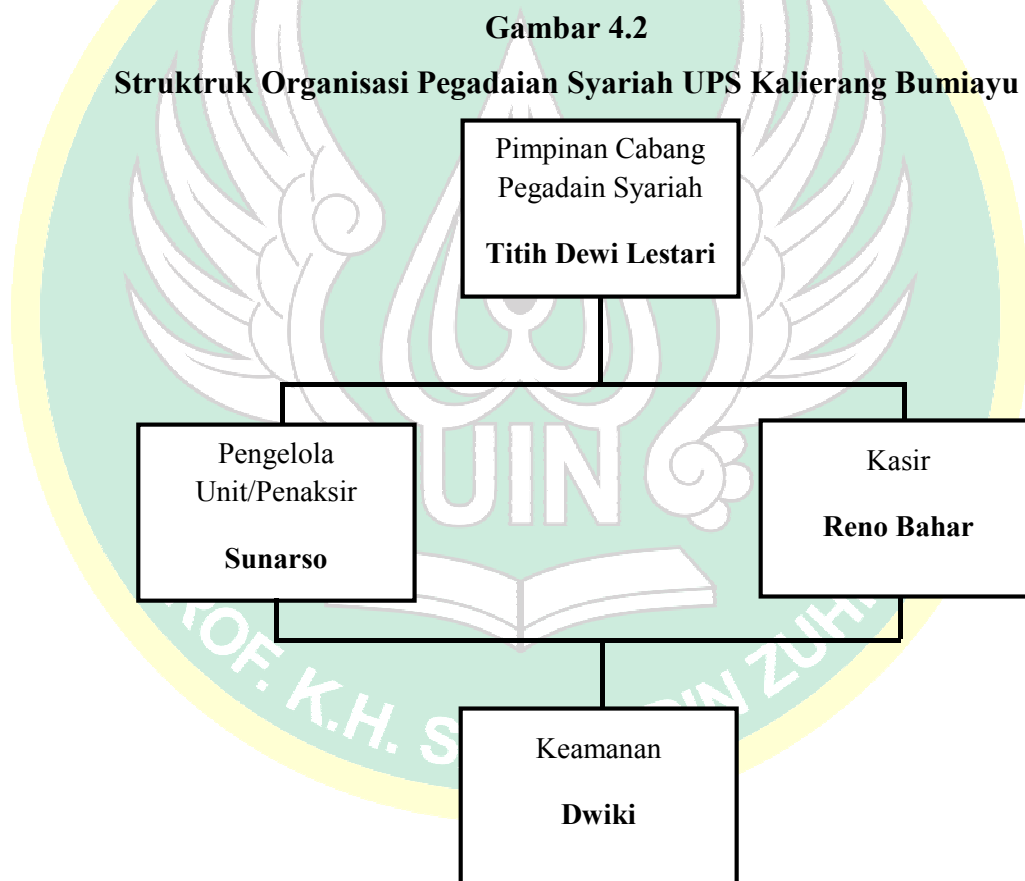 Gambar 4.2
Struktruk Organisasi Pegadaian Syariah UPS Kalierang Bumiayu
Pimpinan Cabang
Pegadain Syariah
Titih Dewi Lestari
Pengelola
Unit/Penaksir
Sunarso
Kasir
Reno Bahar
UIN
K.H.
Keamanan
Dwiki